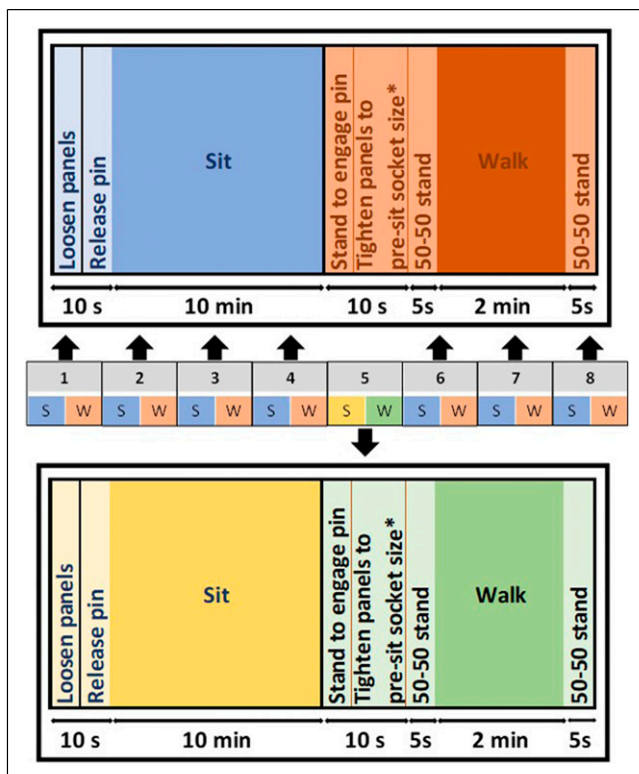 Loosen panels
Release pin
Sit
Stand to engage pin
Tighten panels to
pre-sit socket size*
50-50 stand
Walk
50-50 stand
10 s
10 min
10 s
5s
2 min
5s
1 2 3 4 5 6 7 8
S W S W S W S W S W S W S W S W
Loosen panels
Release pin
Sit
Stand to engage pin
Tighten panels to
pre-sit socket size*
50-50 stand
Walk
50-50 stand
10 s
10 min
10 s
5s
2 min
5s